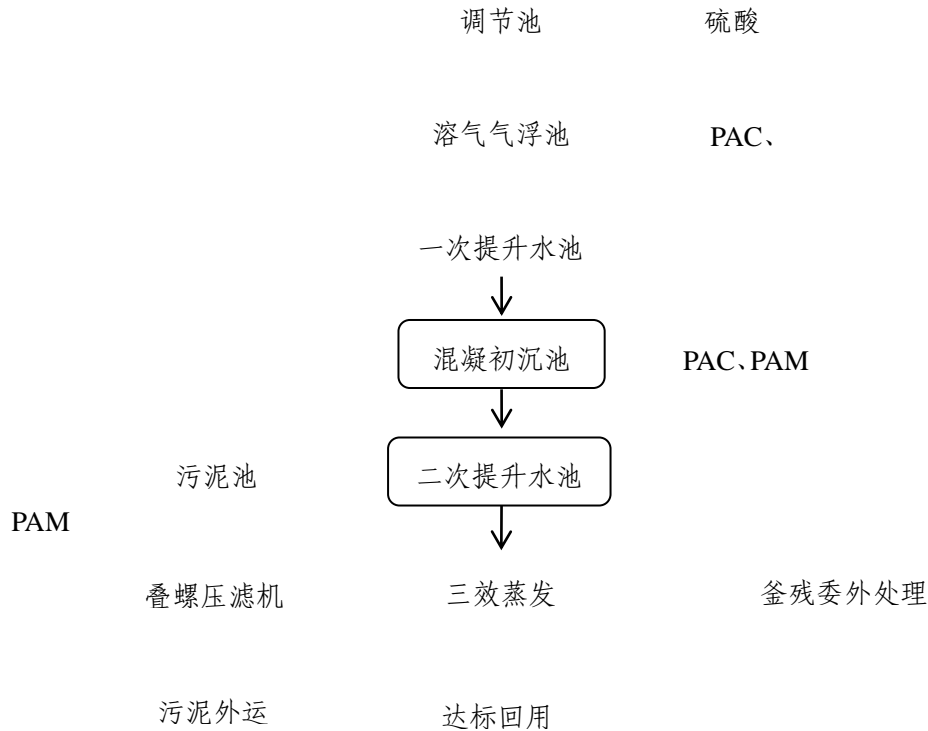 调节池 硫酸
溶气气浮池 PAC、
一次提升水池
混凝初沉池 PAC、PAM
污泥池 二次提升水池
PAM
叠螺压滤机 三效蒸发 釜残委外处理
污泥外运 达标回用